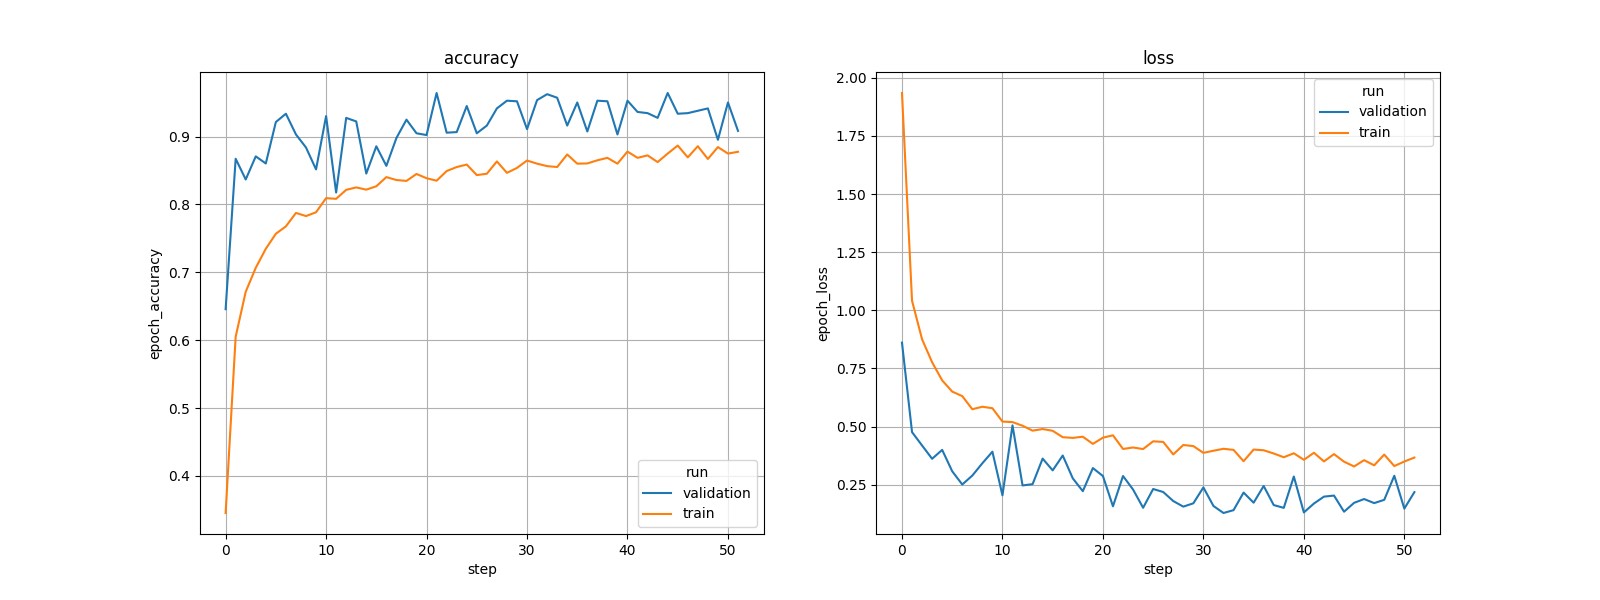 accuracy
epoch_accuracy
0.9
0.8
0.7
0.6
0.5
0.4
0 10 20 30 40 50
step
run
validation
train
loss
epoch_loss
2.00
1.75
1.50
1.25
1.00
0.75
0.50
0.25
0 10 20 30 40 50
step
run
validation
train